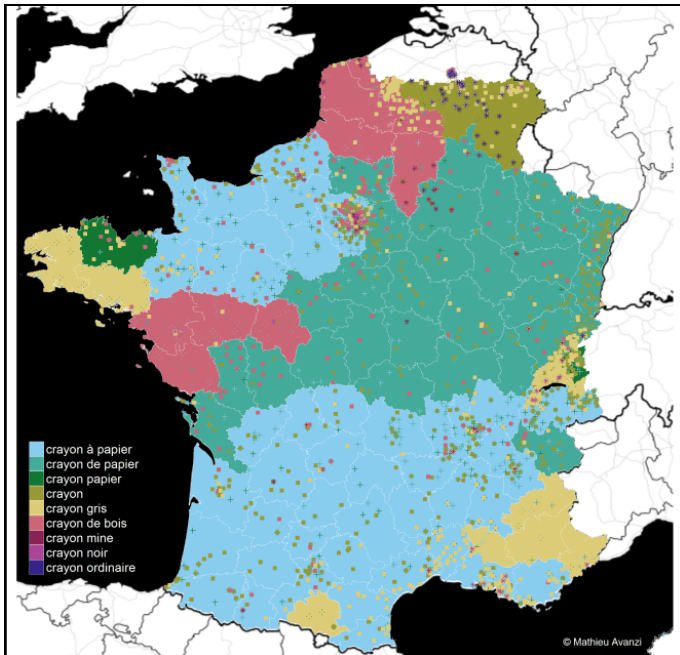 crayon à papier
crayon de papier
crayon papier
crayon
crayon gris
crayon de bois
crayon mine
crayon noir
crayon ordinaire
© Mathieu Avanzi